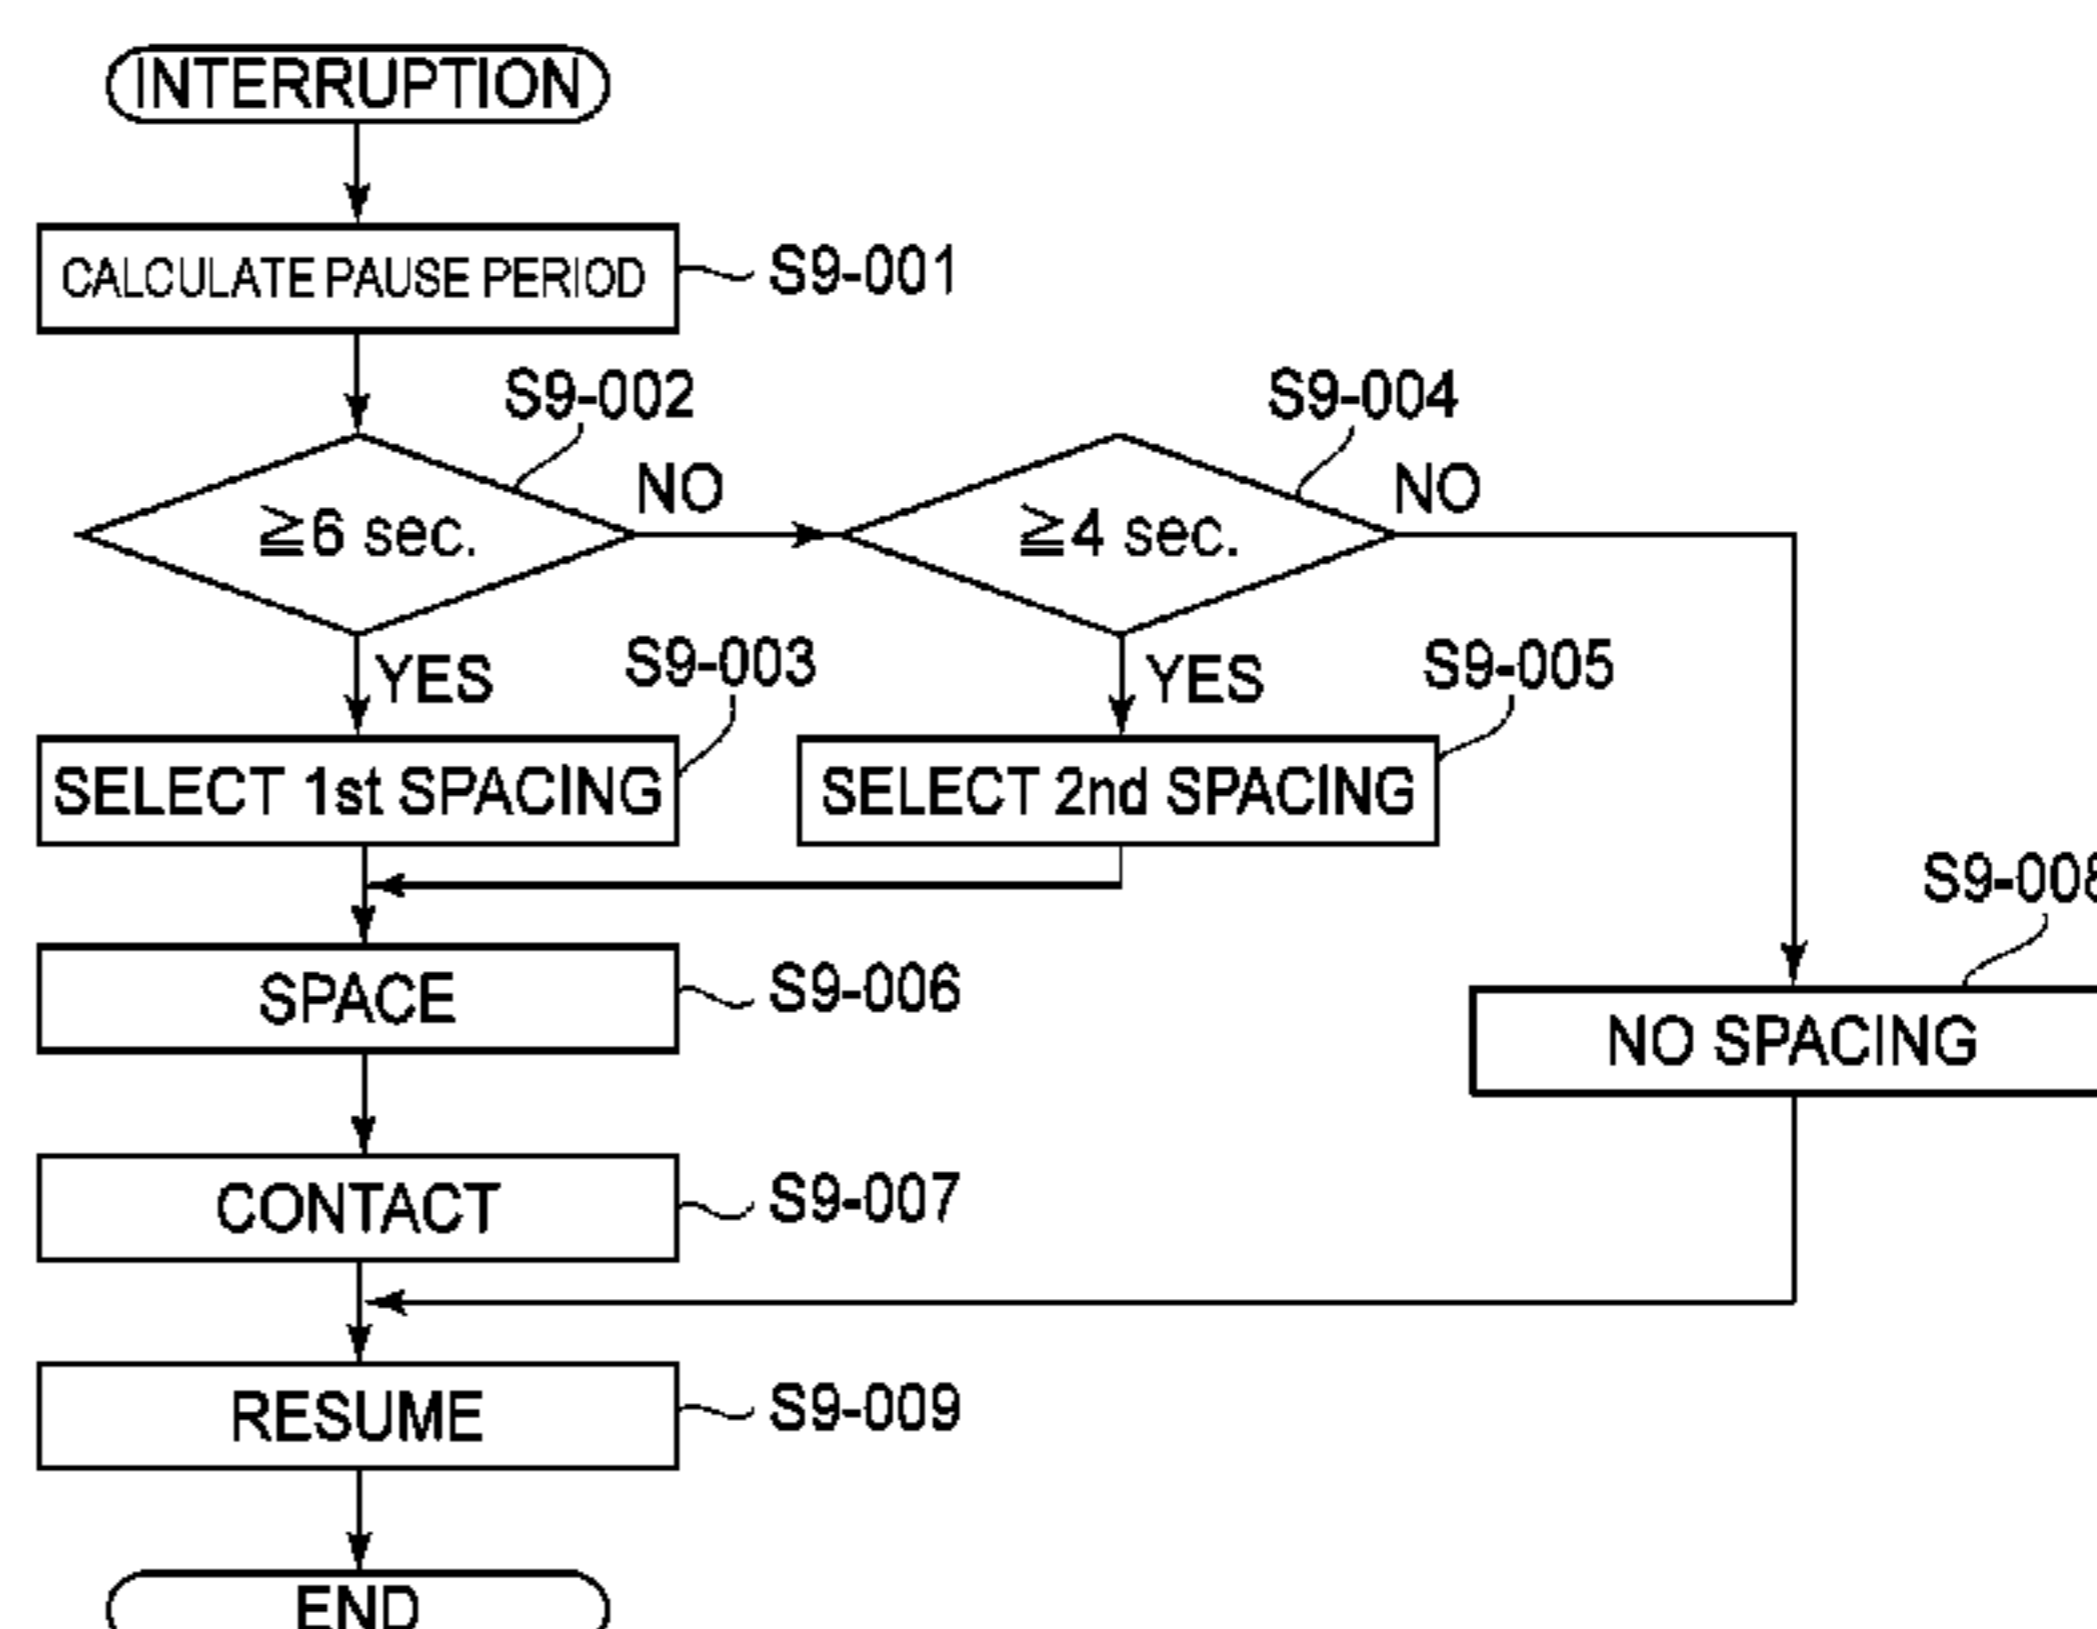 INTERRUPTION
CALCULATE PAUSE PERIOD
S9-001
S9-002
S9-004
≧6 sec.
NO
≧4 sec.
NO
YES
S9-003
YES
S9-005
SELECT 1st SPACING
SELECT 2nd SPACING
S9-008
SPACE
S9-006
NO SPACING
CONTACT
S9-007
RESUME
S9-009
END